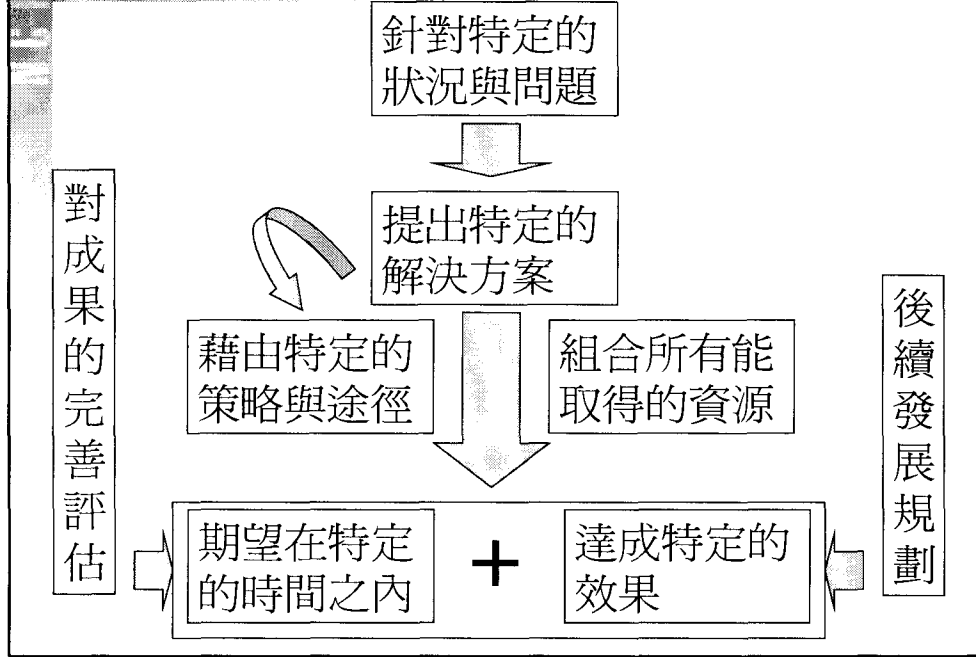 針對特定的
狀況與問題
提出特定的
解決方案
對成果的完善評估
藉由特定的
策略與途徑
組合所有能
取得的資源
後續發展規劃
期望在特定
的時間之內
+
達成特定的
效果